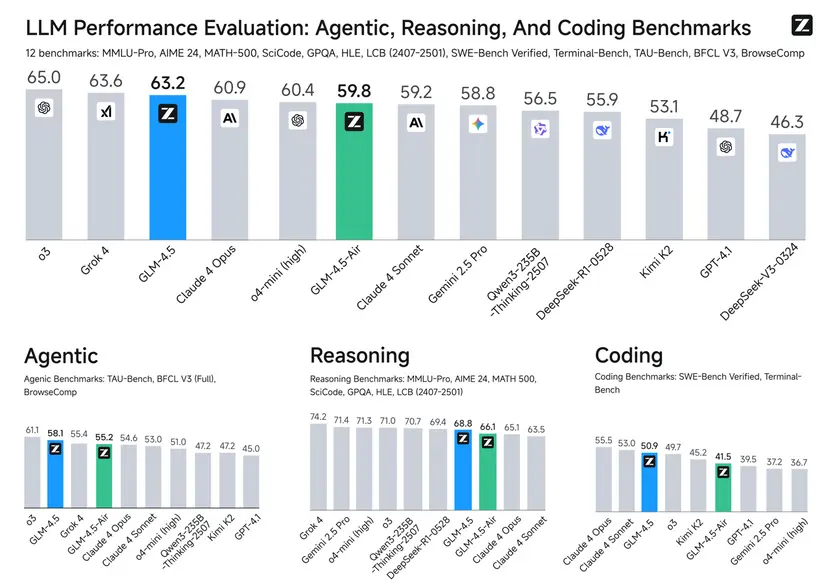 LLM Performance Evaluation: Agentic, Reasoning, And Coding Benchmarks
12 benchmarks: MMLU-Pro, AIME 24, MATH-500, SciCode, GPQA, HLE, LCB (2407-2501), SWE-Bench Verified, Terminal-Bench, TAU-Bench, BFCL V3, BrowseComp
65.0 63.6 63.2 60.9 60.4 59.8 59.2 58.8 56.5 55.9 53.1 48.7 46.3
o3
Grok 4
GLM-4.5
Claude 4 Opus
o4-mini (high)
GLM-4.5-Air
Claude 4 Sonnet
Gemini 2.5 Pro
Qwen3-235B
-Thinking-2507
DeepSeek-R1-0528
Kimi K2
GPT-4.1
DeepSeek-V3-0324
Agentic
Agenic Benchmarks: TAU-Bench, BFCL V3 (Full),
BrowseComp
61.1 58.1 55.4 55.2 54.6 53.0 51.0 47.2 47.2 45.0
o3
GLM-4.5
Grok 4
GLM-4.5-Air
Claude 4 Opus
Claude 4 Sonnet
o4-mini (high)
Qwen3-235B
-Thinking-2507
Kimi K2
GPT-4.1
Reasoning
Reasoning Benchmarks: MMLU-Pro, AIME 24, MATH 500,
SciCode, GPQA, HLE, LCB (2407-2501)
74.2 71.4 71.3 71.0 70.7 69.4 68.8 66.1 65.1 63.5
Grok 4
Gemini 2.5 Pro
o4-mini (high)
o3
Qwen3-235B
-Thinking-2507
DeepSeek-R1-0528
GLM-4.5
GLM-4.5-Air
Claude 4 Opus
Claude 4 Sonnet
Coding
Coding Benchmarks: SWE-Bench Verified, Terminal-
Bench
55.5 53.0 50.9 49.7 45.2 41.5 39.5 37.2 36.7
Claude 4 Opus
Claude 4 Sonnet
GLM-4.5
o3
Kimi K2
GLM-4.5-Air
GPT-4.1
Gemini 2.5 Pro
o4-mini (high)